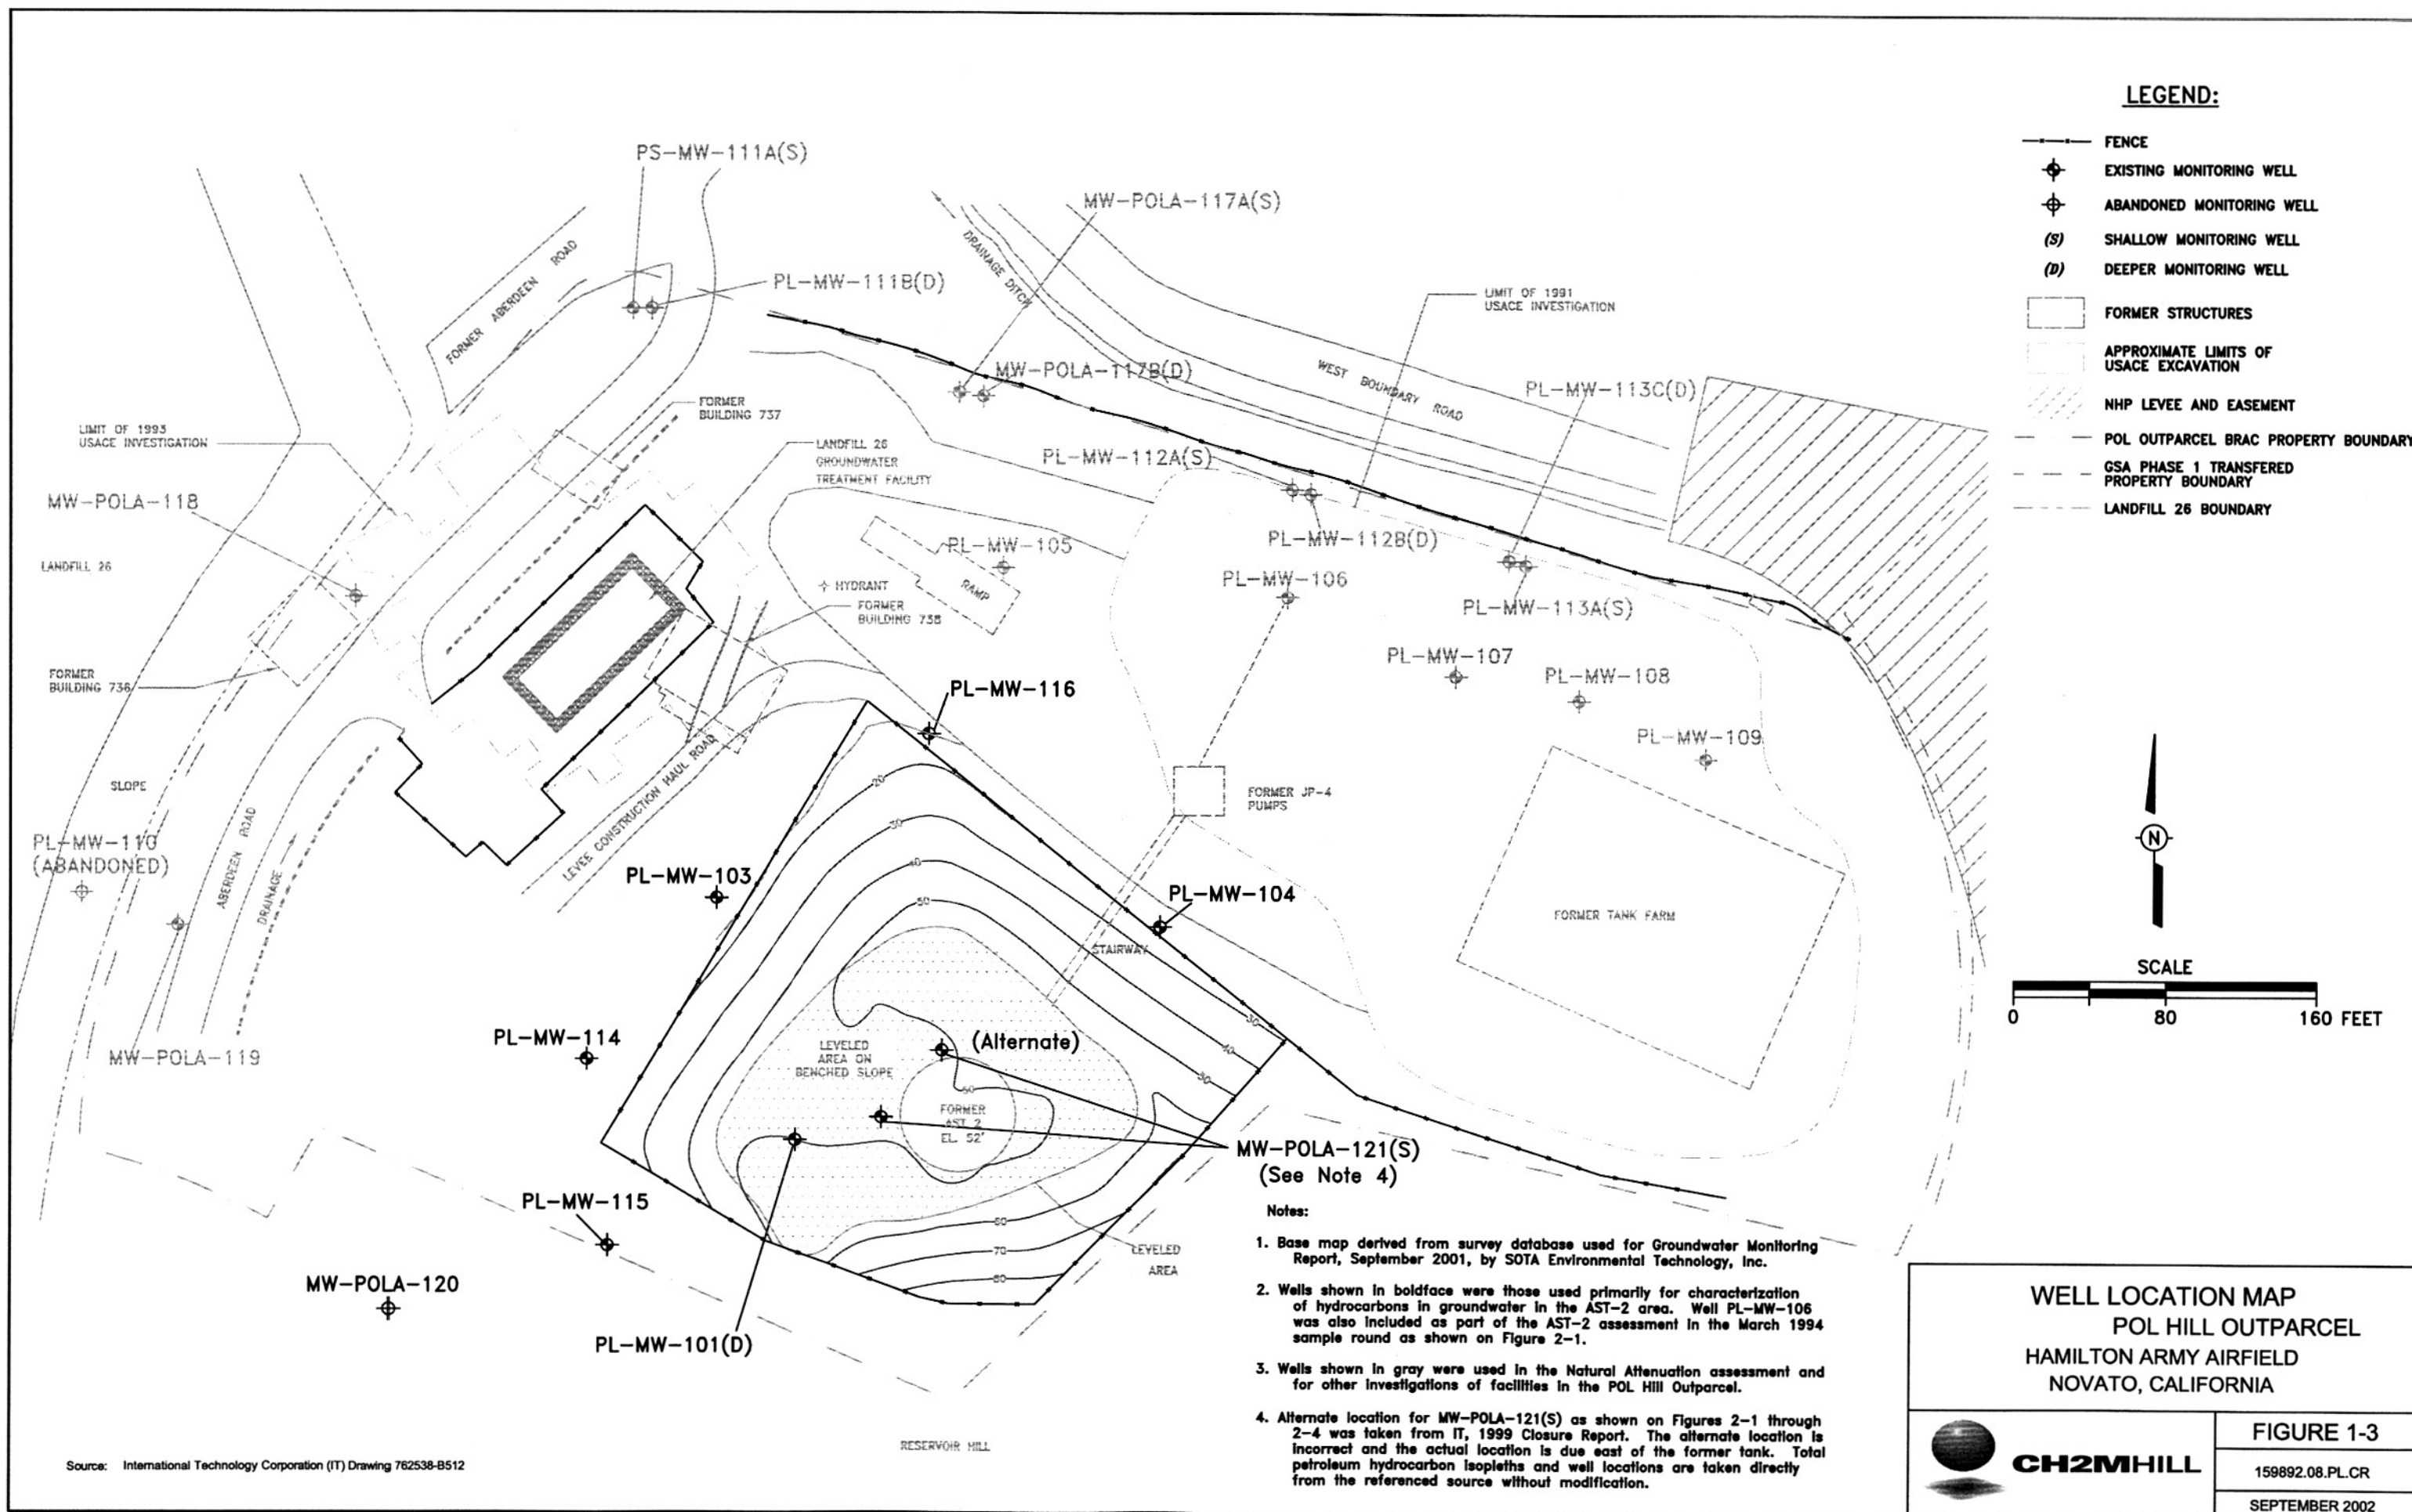 PS-MW-111A(S)
PL-MW-111B(D)
FORMER ABERDEEN ROAD
MW-POLA-117A(S)
DRAINAGE DITCH
MW-POLA-117B(D)
LIMIT OF 1991
USACE INVESTIGATION
WEST BOUNDARY ROAD
PL-MW-113C(D)
PL-MW-112A(S)
PL-MW-112B(D)
PL-MW-113A(S)
FORMER
BUILDING 737
LIMIT OF 1993
USACE INVESTIGATION
LANDFILL 26
GROUNDWATER
TREATMENT FACILITY
MW-POLA-118
LANDFILL 26
PL-MW-105
RAMP
HYDRANT
FORMER
BUILDING 738
PL-MW-106
PL-MW-107
PL-MW-108
PL-MW-109
FORMER
BUILDING 736
PL-MW-116
SLOPE
ABERDEEN ROAD
DRAINAGE
LEVEE CONSTRUCTION HAUL ROAD
FORMER JP-4
PUMPS
PL-MW-110
(ABANDONED)
PL-MW-103
PL-MW-104
STAIRWAY
FORMER TANK FARM
20
30
40
50
30
40
50
MW-POLA-119
PL-MW-114
(Alternate)
LEVELED
AREA ON
BENCHED SLOPE
50
FORMER
AST 2
EL. 52'
MW-POLA-121(S)
(See Note 4)
PL-MW-115
60
70
80
LEVELED
AREA
MW-POLA-120
PL-MW-101(D)
RESERVOIR HILL
LEGEND:
FENCE
EXISTING MONITORING WELL
ABANDONED MONITORING WELL
(S) SHALLOW MONITORING WELL
(D) DEEPER MONITORING WELL
FORMER STRUCTURES
APPROXIMATE LIMITS OF
USACE EXCAVATION
NHP LEVEE AND EASEMENT
POL OUTPARCEL BRAC PROPERTY BOUNDARY
GSA PHASE 1 TRANSFERED
PROPERTY BOUNDARY
LANDFILL 26 BOUNDARY
N
SCALE
0 80 160 FEET
Notes:
1. Base map derived from survey database used for Groundwater Monitoring
Report, September 2001, by SOTA Environmental Technology, Inc.
2. Wells shown in boldface were those used primarily for characterization
of hydrocarbons in groundwater in the AST-2 area. Well PL-MW-106
was also included as part of the AST-2 assessment in the March 1994
sample round as shown on Figure 2-1.
3. Wells shown in gray were used in the Natural Attenuation assessment and
for other investigations of facilities in the POL Hill Outparcel.
4. Alternate location for MW-POLA-121(S) as shown on Figures 2-1 through
2-4 was taken from IT, 1999 Closure Report. The alternate location is
incorrect and the actual location is due east of the former tank. Total
petroleum hydrocarbon isopleths and well locations are taken directly
from the referenced source without modification.
Source: International Technology Corporation (IT) Drawing 762538-B512
WELL LOCATION MAP
POL HILL OUTPARCEL
HAMILTON ARMY AIRFIELD
NOVATO, CALIFORNIA
CH2MHILL
FIGURE 1-3
159892.08.PL.CR
SEPTEMBER 2002